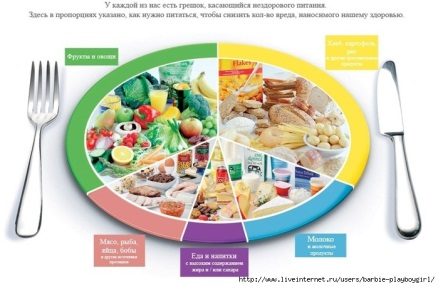 У каждой из нас есть грешок, касающийся нездорового питания.
Здесь в пропорциях указано, как нужно питаться, чтобы снизить кол-во вреда, наносимого нашему здоровью.
Фрукты и овощи
Хлеб, картофель,
рис
и другие
продукты
Мясо, рыба,
яйца, бобы
и другие источники
протеина
Еда и напитки
с высоким содержанием
жира и / или сахара
Молоко
и молочные
продукты
http://www.liveinternet.ru/users/barbie-playboygirl/